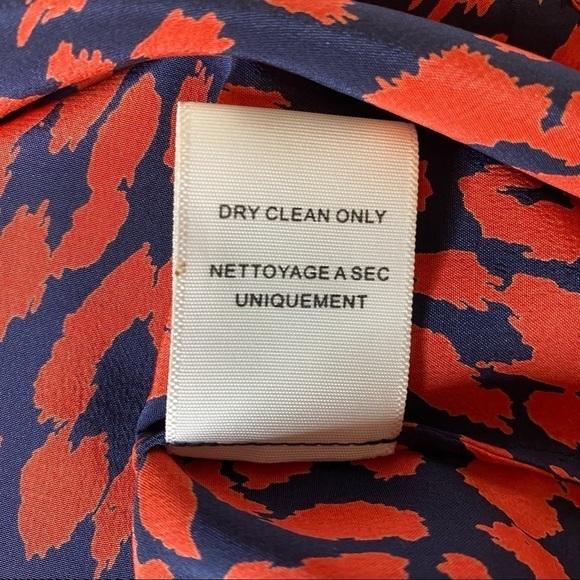 DRY CLEAN ONLY
NETTOYAGE A SEC
UNIQUEMENT